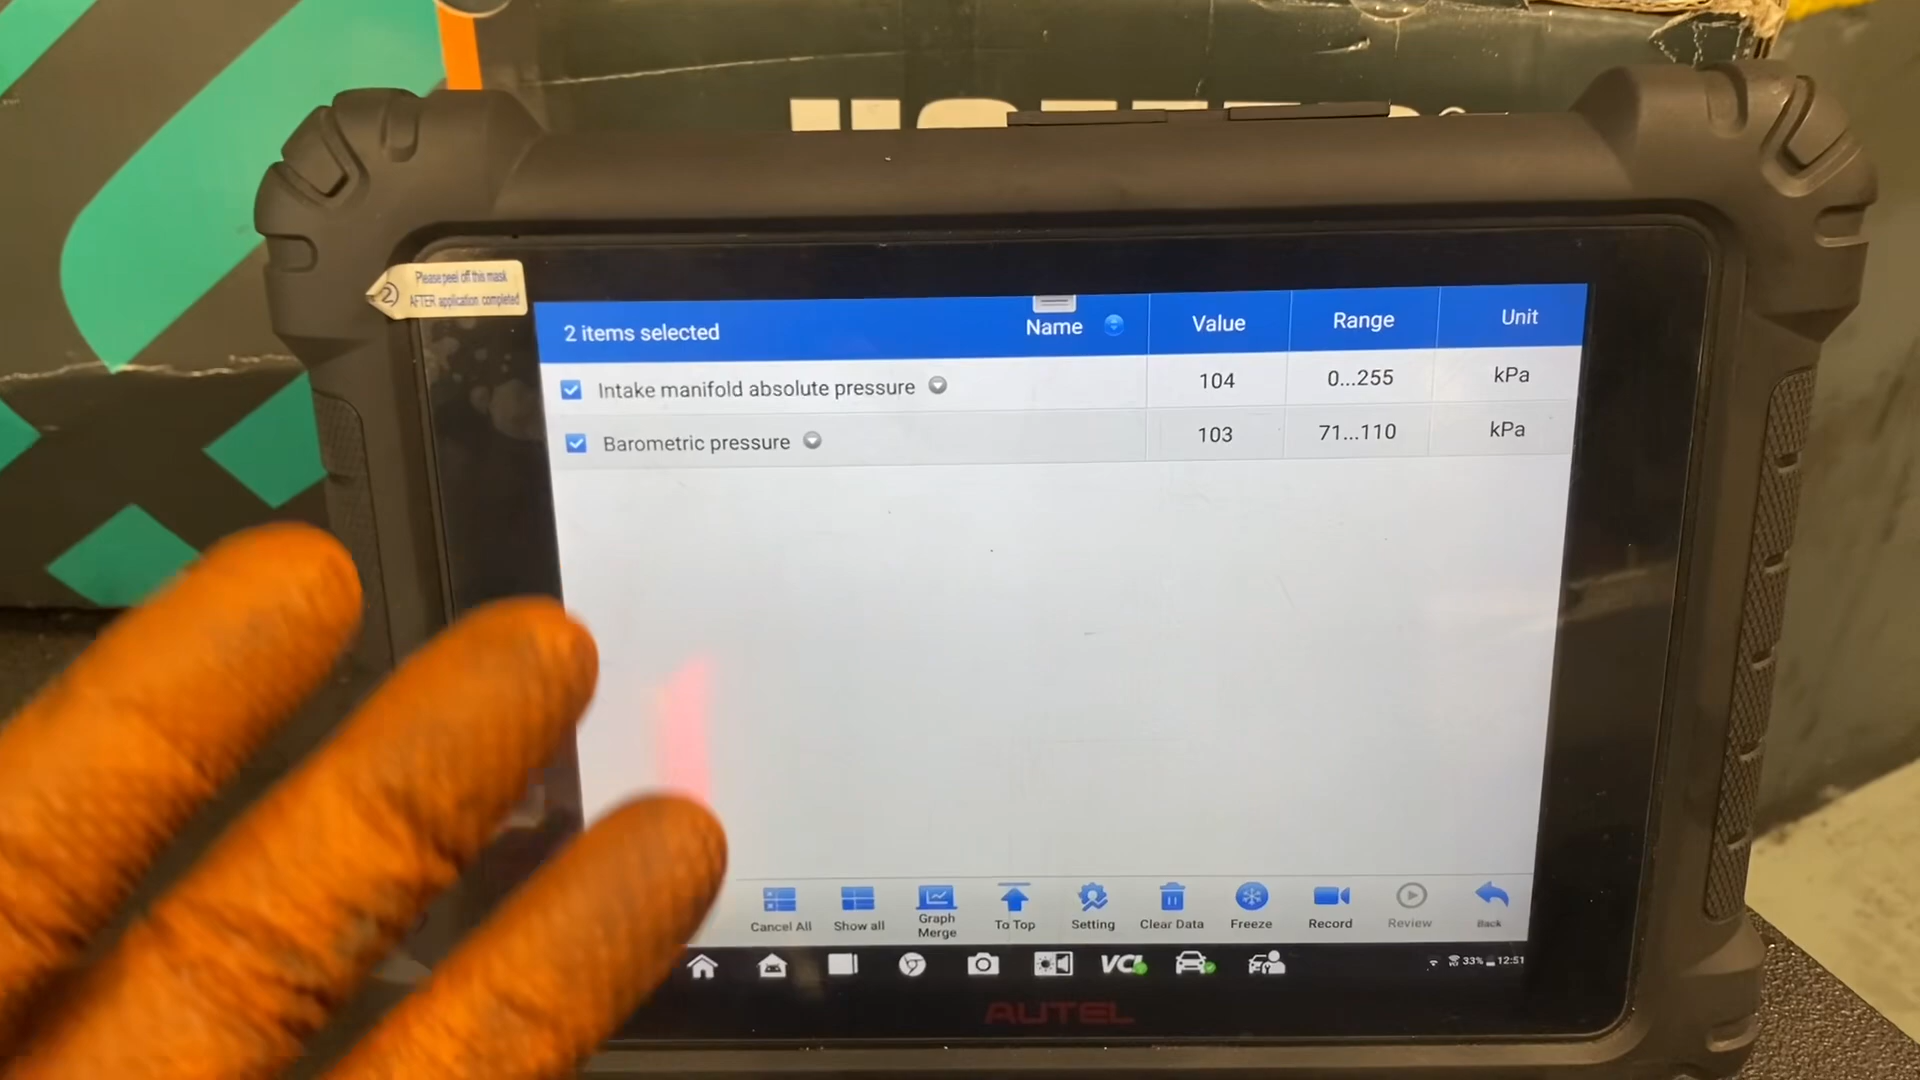 2
Please peel off this mask
AFTER application completed
2 items selected
Name
Value
Range
Unit
Intake manifold absolute pressure
104
0...255
kPa
Barometric pressure
103
71...110
kPa
Cancel All
Show all
Graph
Merge
To Top
Setting
Clear Data
Freeze
Record
Review
Back
VCI
33%
12:51
AUTEL